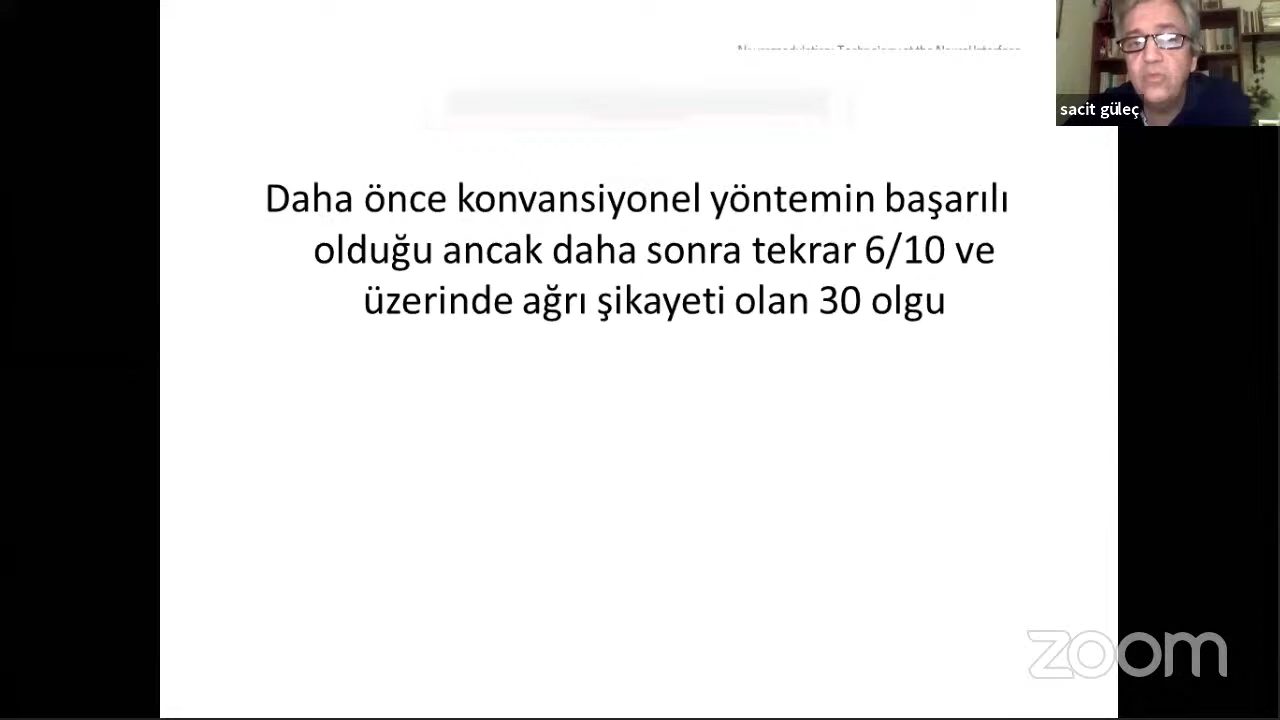 sacit güleç
Daha önce konvansiyonel yöntemin başarılı
olduğu ancak daha sonra tekrar 6/10 ve
üzerinde ağrı şikayeti olan 30 olgu
zoom